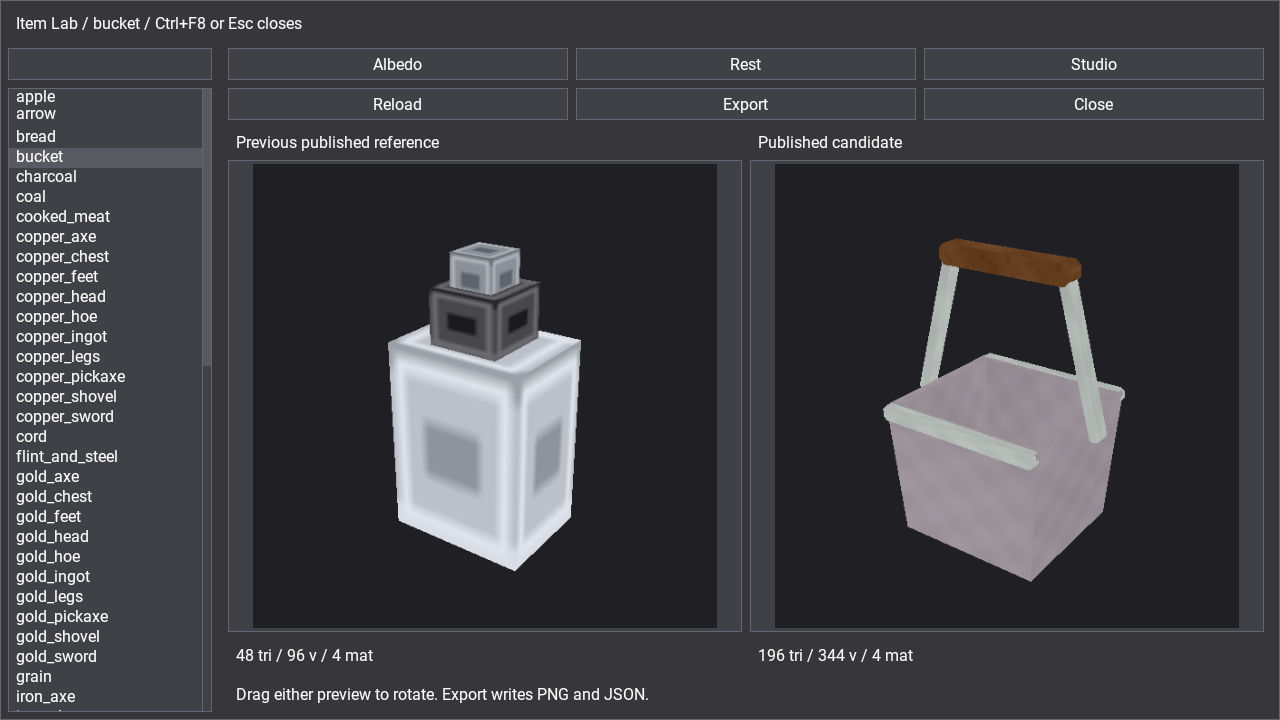 Item Lab / bucket / Ctrl+F8 or Esc closes
Albedo
Rest
Studio
Reload
Export
Close
apple
arrow
bread
bucket
charcoal
coal
cooked_meat
copper_axe
copper_chest
copper_feet
copper_head
copper_hoe
copper_ingot
copper_legs
copper_pickaxe
copper_shovel
copper_sword
cord
flint_and_steel
gold_axe
gold_chest
gold_feet
gold_head
gold_hoe
gold_ingot
gold_legs
gold_pickaxe
gold_shovel
gold_sword
grain
iron_axe
Previous published reference
Published candidate
48 tri / 96 v / 4 mat
196 tri / 344 v / 4 mat
Drag either preview to rotate. Export writes PNG and JSON.